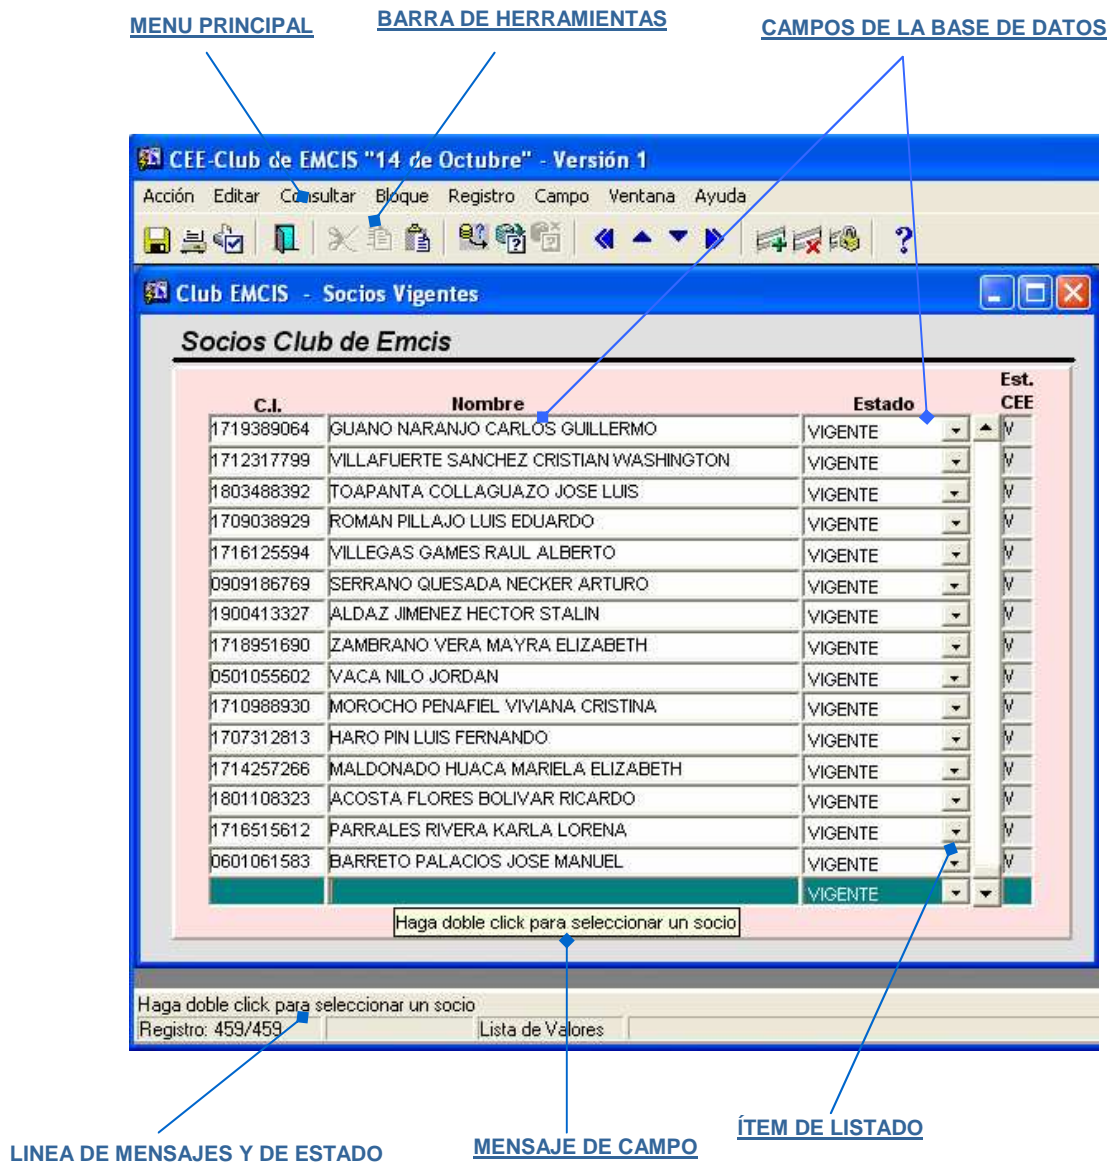 MENU PRINCIPAL
BARRA DE HERRAMIENTAS
CAMPOS DE LA BASE DE DATOS
CEE-Club de EMCIS "14 de Octubre" - Versión 1
Acción Editar Consultar Bloque Registro Campo Ventana Ayuda
Club EMCIS - Socios Vigentes
Socios Club de Emcis
C.I. Nombre Estado Est. CEE
1719389064 GUANO NARANJO CARLOS GUILLERMO VIGENTE V
1712317799 VILLAFUERTE SANCHEZ CRISTIAN WASHINGTON VIGENTE V
1803488392 TOAPANTA COLLAGUAZO JOSE LUIS VIGENTE V
1709038929 ROMAN PILLAJO LUIS EDUARDO VIGENTE V
1716125594 VILLEGAS GAMES RAUL ALBERTO VIGENTE V
0909186769 SERRANO QUESADA NECKER ARTURO VIGENTE V
1900413327 ALDAZ JIMENEZ HECTOR STALIN VIGENTE V
1718951690 ZAMBRANO VERA MAYRA ELIZABETH VIGENTE V
0501055602 VACA NILO JORDAN VIGENTE V
1710988930 MOROCHO PENAFIEL VIVIANA CRISTINA VIGENTE V
1707312813 HARO PIN LUIS FERNANDO VIGENTE V
1714257266 MALDONADO HUACA MARIELA ELIZABETH VIGENTE V
1801108323 ACOSTA FLORES BOLIVAR RICARDO VIGENTE V
1716515612 PARRALES RIVERA KARLA LORENA VIGENTE V
0601061583 BARRETO PALACIOS JOSE MANUEL VIGENTE V
VIGENTE
Haga doble click para seleccionar un socio
Haga doble click para seleccionar un socio
Registro: 459/459 Lista de Valores
ÍTEM DE LISTADO
MENSAJE DE CAMPO
LINEA DE MENSAJES Y DE ESTADO